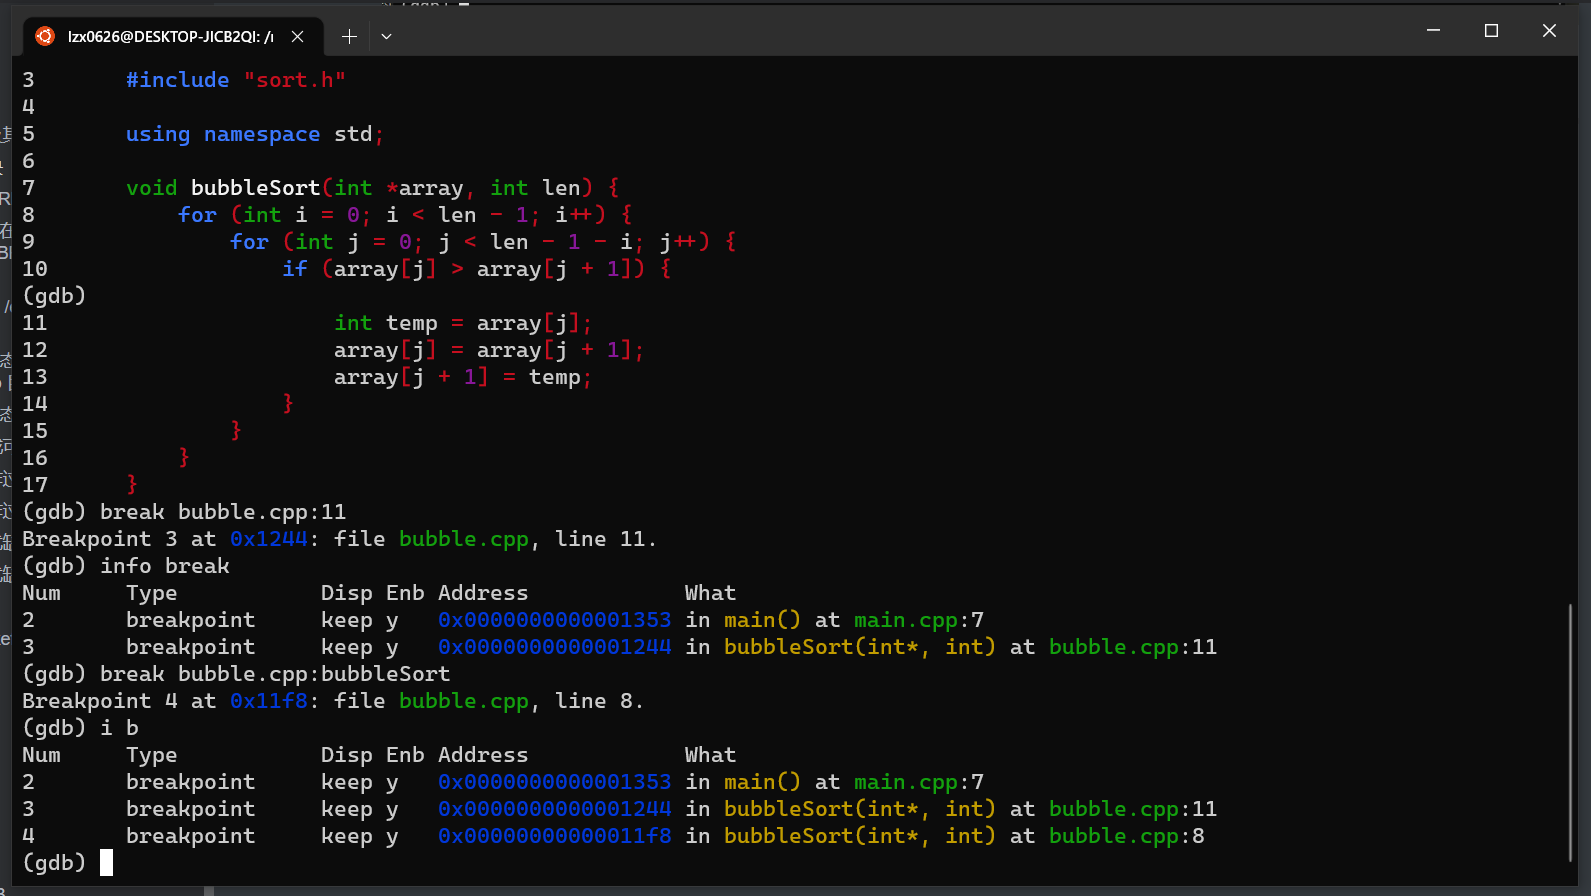 lzx0626@DESKTOP-JICB2QI: /r
3       #include "sort.h"
4
5       using namespace std;
6
7       void bubbleSort(int *array, int len) {
8           for (int i = 0; i < len - 1; i++) {
9               for (int j = 0; j < len - 1 - i; j++) {
10                  if (array[j] > array[j + 1]) {
(gdb)
11                      int temp = array[j];
12                      array[j] = array[j + 1];
13                      array[j + 1] = temp;
14                  }
15              }
16          }
17      }
(gdb) break bubble.cpp:11
Breakpoint 3 at 0x1244: file bubble.cpp, line 11.
(gdb) info break
Num     Type           Disp Enb Address            What
2       breakpoint     keep y   0x0000000000001353 in main() at main.cpp:7
3       breakpoint     keep y   0x0000000000001244 in bubbleSort(int*, int) at bubble.cpp:11
(gdb) break bubble.cpp:bubbleSort
Breakpoint 4 at 0x11f8: file bubble.cpp, line 8.
(gdb) i b
Num     Type           Disp Enb Address            What
2       breakpoint     keep y   0x0000000000001353 in main() at main.cpp:7
3       breakpoint     keep y   0x0000000000001244 in bubbleSort(int*, int) at bubble.cpp:11
4       breakpoint     keep y   0x00000000000011f8 in bubbleSort(int*, int) at bubble.cpp:8
(gdb)